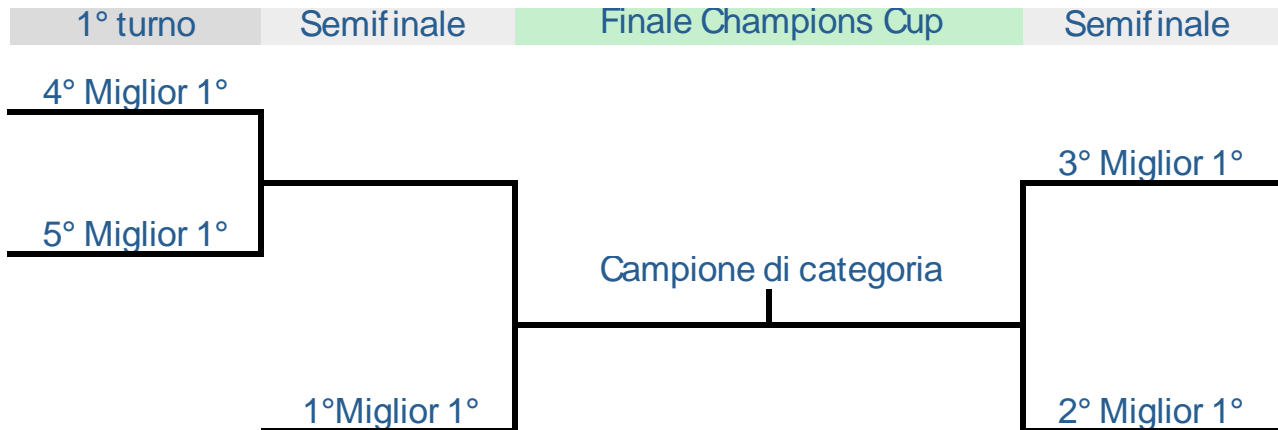 1° turno
Semifinale
Finale Champions Cup
Semifinale
4° Miglior 1°
3° Miglior 1°
5° Miglior 1°
Campione di categoria
1°Miglior 1°
2° Miglior 1°